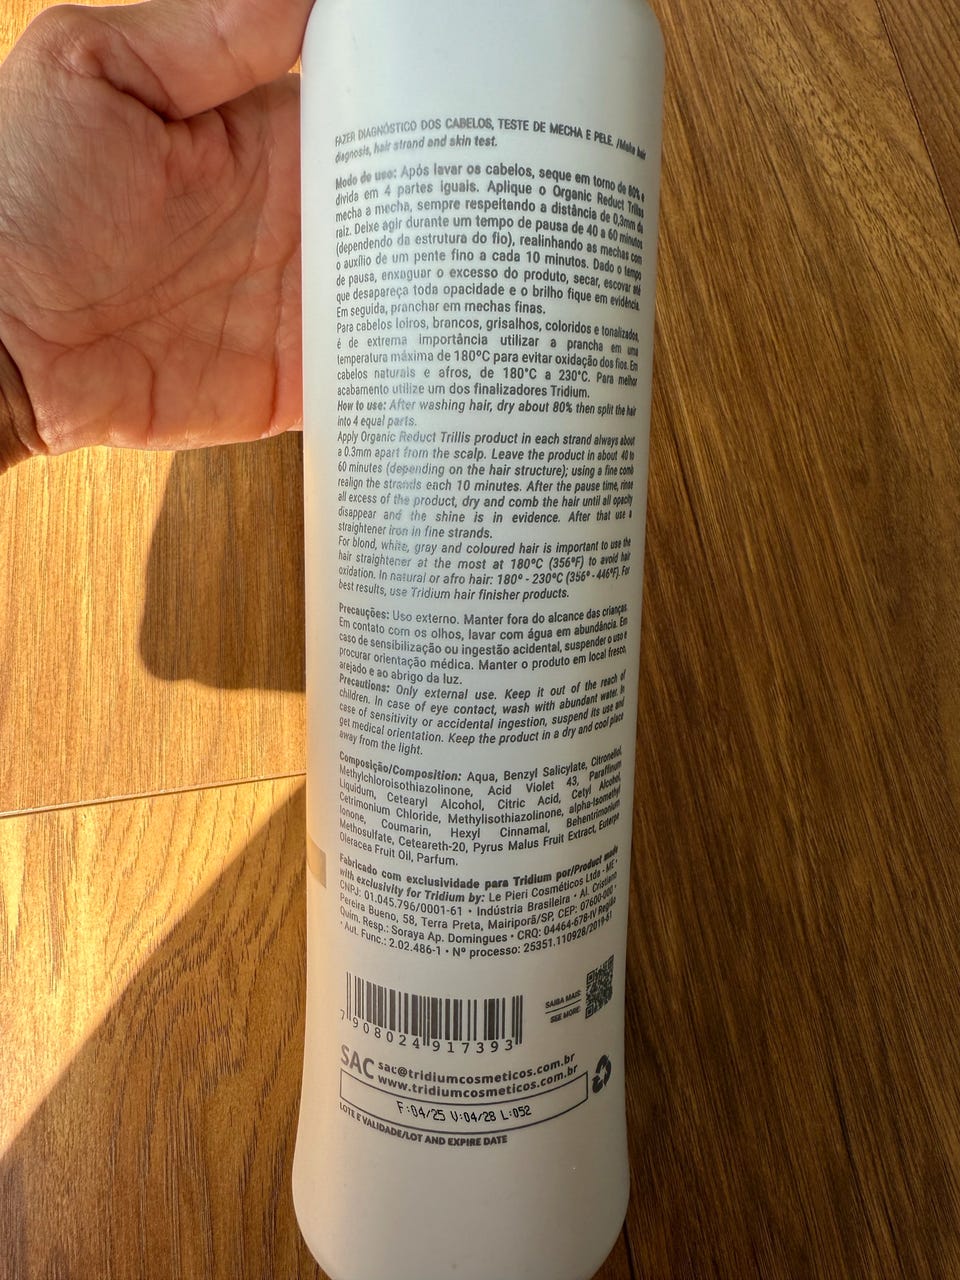 FAZER DIAGNÓSTICO DOS CABELOS, TESTE DE MECHA E PELE. /Make hair
diagnosis, hair strand and skin test.
Modo de uso: Após lavar os cabelos, seque em torno de 80% e
divida em 4 partes iguais. Aplique o Organic Reduct Trillis
mecha a mecha, sempre respeitando a distância de 0,3mm da
raiz. Deixe agir durante um tempo de pausa de 40 a 60 minutos
(dependendo da estrutura do fio), realinhando as mechas com
o auxílio de um pente fino a cada 10 minutos. Dado o tempo
de pausa, enxaguar o excesso do produto, secar, escovar até
que desapareça toda opacidade e o brilho fique em evidência.
Em seguida, pranchar em mechas finas.
Para cabelos loiros, brancos, grisalhos, coloridos e tonalizados,
é de extrema importância utilizar a prancha em uma
temperatura máxima de 180ºC para evitar oxidação dos fios. Em
cabelos naturais e afros, de 180°C a 230°C. Para melhor
acabamento utilize um dos finalizadores Tridium.
How to use: After washing hair, dry about 80% then split the hair
into 4 equal parts.
Apply Organic Reduct Trillis product in each strand always about
a 0.3mm apart from the scalp. Leave the product in about 40 to
60 minutes (depending on the hair structure); using a fine comb
realign the strands each 10 minutes. After the pause time, rinse
all excess of the product, dry and comb the hair until all opacity
disappear and the shine is in evidence. After that use a
straightener iron in fine strands.
For blond, white, gray and coloured hair is important to use the
hair straightener at the most at 180ºC (356ºF) to avoid hair
oxidation. In natural or afro hair: 180º - 230ºC (356º - 446ºF). For
best results, use Tridium hair finisher products.
Precauções: Uso externo. Manter fora do alcance das crianças.
Em contato com os olhos, lavar com água em abundância. Em
caso de sensibilização ou ingestão acidental, suspender o uso e
procurar orientação médica. Manter o produto em local fresco,
arejado e ao abrigo da luz.
Precautions: Only external use. Keep it out of the reach of
children. In case of eye contact, wash with abundant water. In
case of sensitivity or accidental ingestion, suspend its use and
get medical orientation. Keep the product in a dry and cool place
away from the light.
Composição/Composition: Aqua, Benzyl Salicylate, Citronellol,
Methylchloroisothiazolinone, Acid Violet 43, Paraffinum
Liquidum, Cetearyl Alcohol, Citric Acid, Cetyl Alcohol,
Cetrimonium Chloride, Methylisothiazolinone, alpha-Isomethyl
Ionone, Coumarin, Hexyl Cinnamal, Behentrimonium
Methosulfate, Ceteareth-20, Pyrus Malus Fruit Extract, Euterpe
Oleracea Fruit Oil, Parfum.
Fabricado com exclusividade para Tridium por/Product made
with exclusivity for Tridium by: Le Pieri Cosméticos Ltda - ME •
CNPJ: 01.045.796/0001-61 • Indústria Brasileira • Al. Cristiano
Pereira Bueno, 58, Terra Preta, Mairiporã/SP, CEP: 07600-000 •
Quim. Resp.: Soraya Ap. Domingues • CRQ: 04464-678-IV Região
• Aut. Func.: 2.02.486-1 • Nº processo: 25351.110928/2019-61
SAIBA MAIS
SEE MORE
7 908024 917393
SAC sac@tridiumcosmeticos.com.br
www.tridiumcosmeticos.com.br
F:04/25 V:04/28 L:052
LOTE E VALIDADE/LOT AND EXPIRE DATE